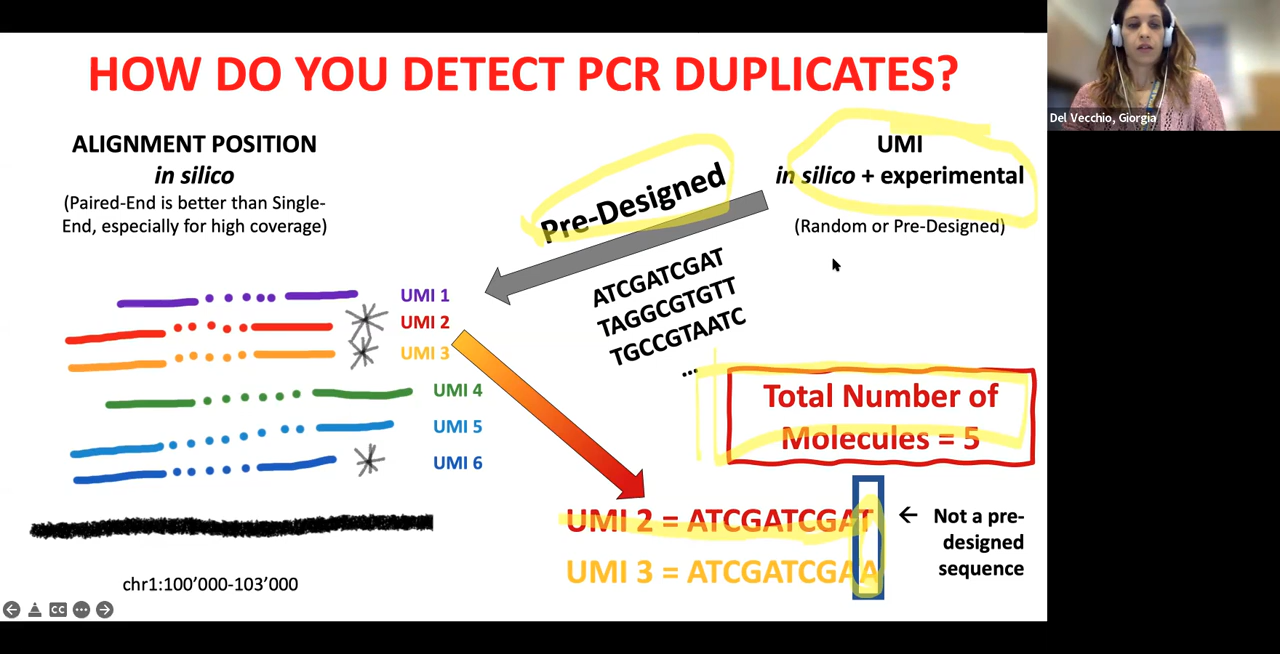 HOW DO YOU DETECT PCR DUPLICATES?
Del Vecchio, Giorgia
ALIGNMENT POSITION
in silico
(Paired-End is better than Single-
End, especially for high coverage)
Pre-Designed
UMI
in silico + experimental
(Random or Pre-Designed)
ATCGATCGAT
TAGGCGTGTT
TGCCGTAATC
...
UMI 1
UMI 2
UMI 3
UMI 4
UMI 5
UMI 6
Total Number of
Molecules = 5
UMI 2 = ATCGATCGAT
UMI 3 = ATCGATCGAA
← Not a pre-
designed
sequence
chr1:100’000-103’000
CC